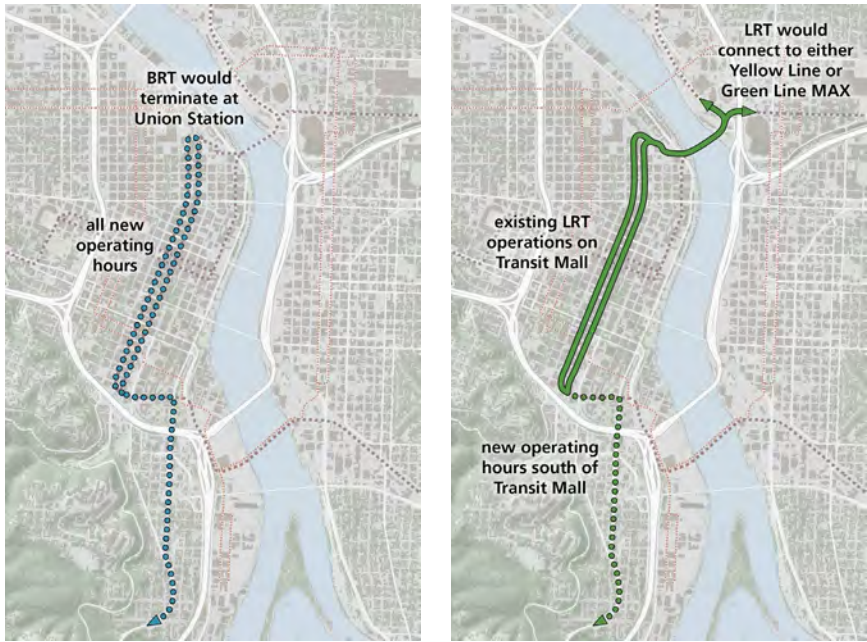 BRT would
terminate at
Union Station
all new
operating
hours
LRT would
connect to either
Yellow Line or
Green Line MAX
existing LRT
operations on
Transit Mall
new operating
hours south of
Transit Mall